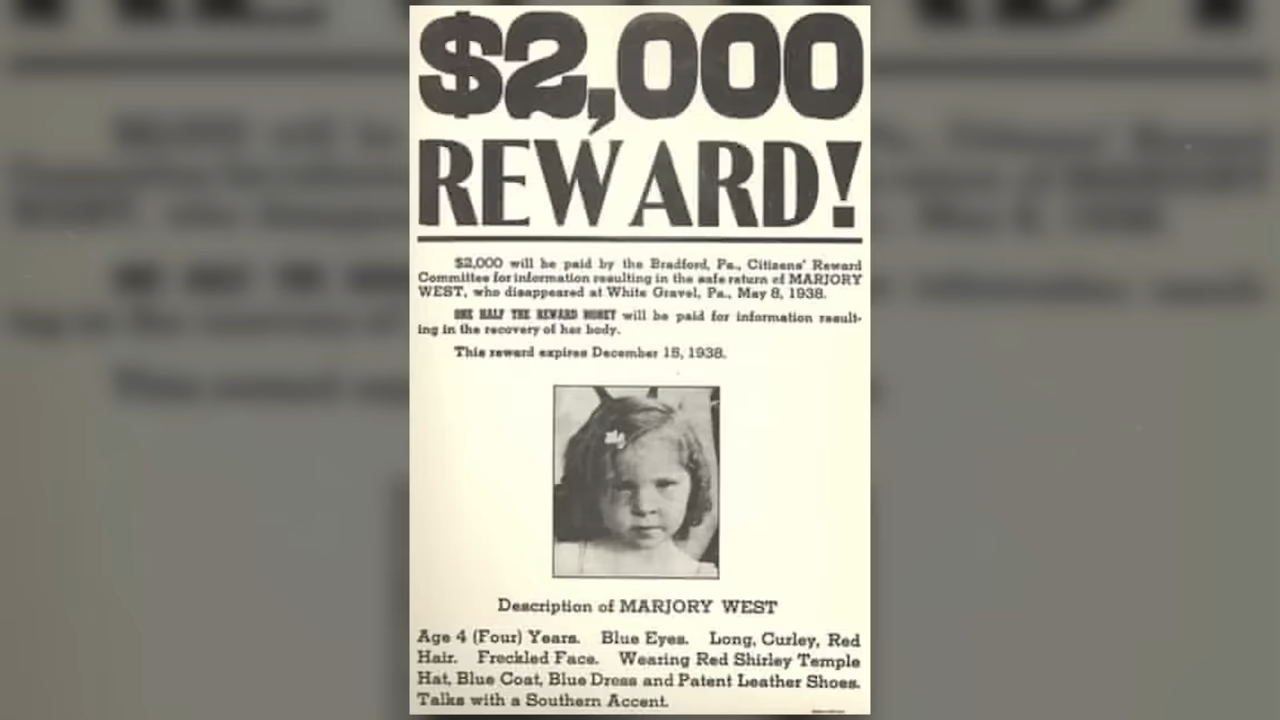 $2,000
REWARD!
$2,000 will be paid by the Bradford, Pa., Citizens' Reward
Committee for information resulting in the safe return of MARJORY
WEST, who disappeared at White Gravel, Pa., May 8, 1938.
ONE HALF THE REWARD MONEY will be paid for information result-
ing in the recovery of her body.
This reward expires December 15, 1938.
Description of MARJORY WEST
Age 4 (Four) Years. Blue Eyes. Long, Curley, Red
Hair. Freckled Face. Wearing Red Shirley Temple
Hat, Blue Coat, Blue Dress and Patent Leather Shoes.
Talks with a Southern Accent.